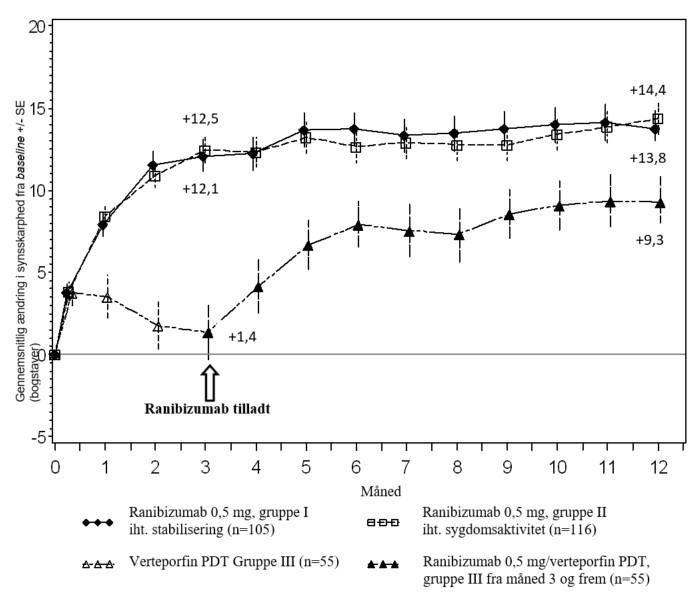 Gennemsnitlig ændring i synsskarphed fra baseline +/- SE
(bogstaver)
20
15
10
5
0
-5
+12,5
+12,1
+14,4
+13,8
+9,3
+1,4
Ranibizumab tilladt
0 1 2 3 4 5 6 7 8 9 10 11 12
Måned
Ranibizumab 0,5 mg, gruppe I
iht. stabilisering (n=105)
Ranibizumab 0,5 mg, gruppe II
iht. sygdomsaktivitet (n=116)
Verteporfin PDT Gruppe III (n=55)
Ranibizumab 0,5 mg/verteporfin PDT,
gruppe III fra måned 3 og frem (n=55)